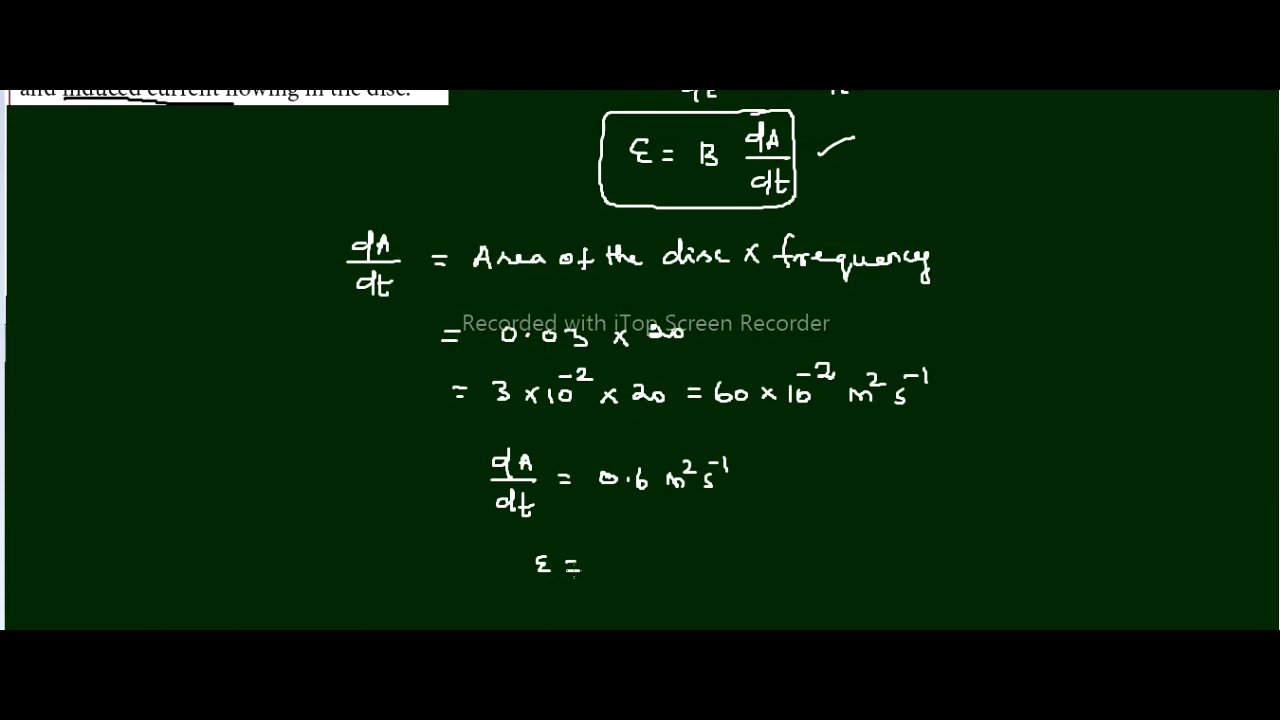 and induced current flowing in the disc.
ε = B dA/dt ✓
dA/dt = Area of the disc × frequency
Recorded with iTop Screen Recorder
= 0.03 × 20
= 3 × 10⁻² × 20 = 60 × 10⁻² m² s⁻¹
dA/dt = 0.6 m² s⁻¹
ε =